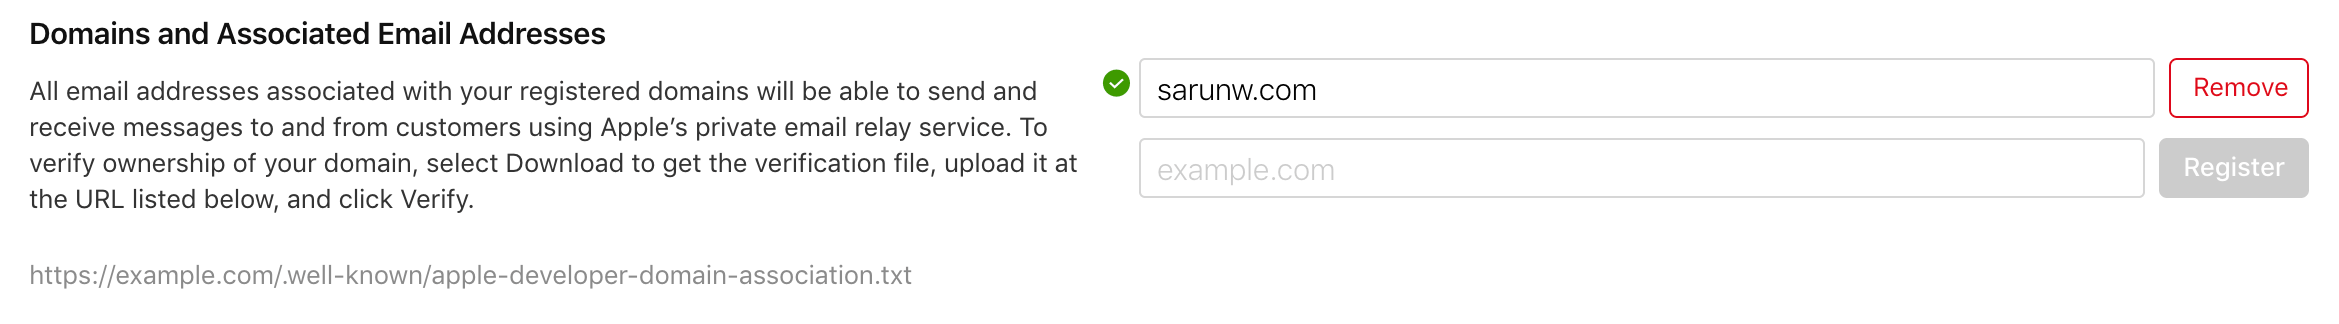 Domains and Associated Email Addresses
All email addresses associated with your registered domains will be able to send and
receive messages to and from customers using Apple’s private email relay service. To
verify ownership of your domain, select Download to get the verification file, upload it at
the URL listed below, and click Verify.
https://example.com/.well-known/apple-developer-domain-association.txt
sarunw.com
Remove
example.com
Register